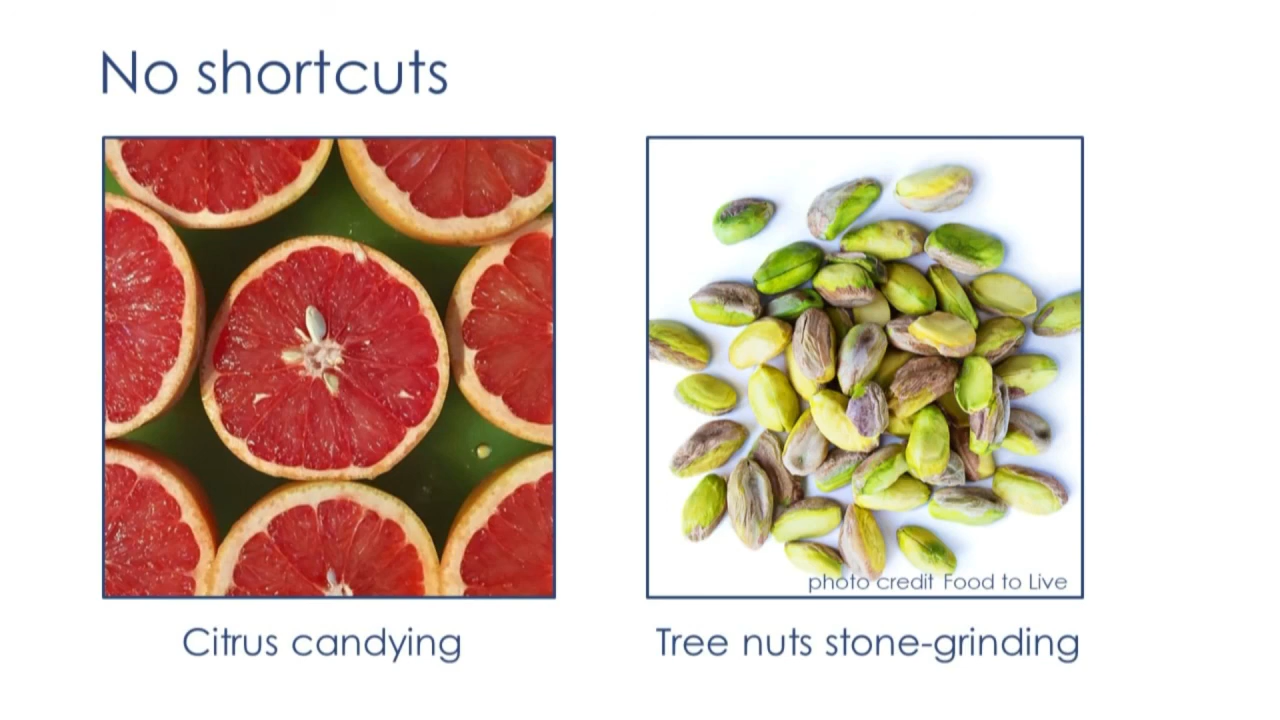 No shortcuts
photo credit Food to Live
Citrus candying
Tree nuts stone-grinding